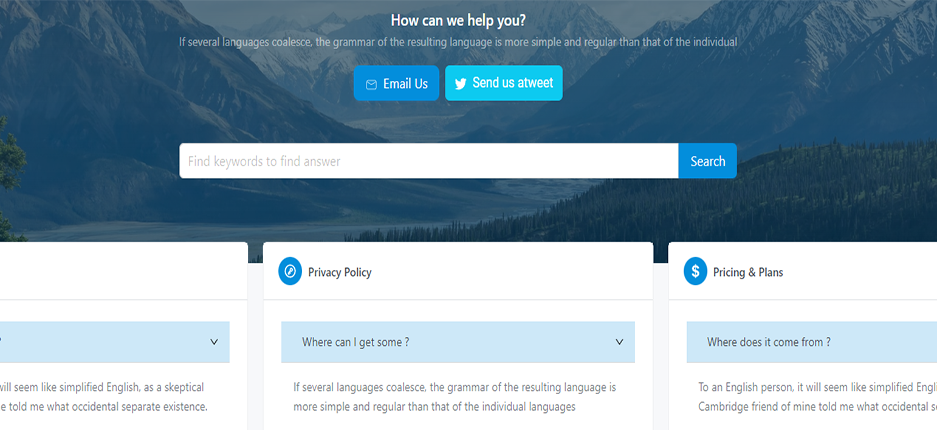 How can we help you?
If several languages coalesce, the grammar of the resulting language is more simple and regular than that of the individual
Email Us
Send us atweet
Find keywords to find answer
Search
Privacy Policy
Pricing & Plans
?
Where can I get some ?
Where does it come from ?
will seem like simplified English, as a skeptical
e told me what occidental separate existence.
If several languages coalesce, the grammar of the resulting language is
more simple and regular than that of the individual languages
To an English person, it will seem like simplified
Cambridge friend of mine told me what occidental